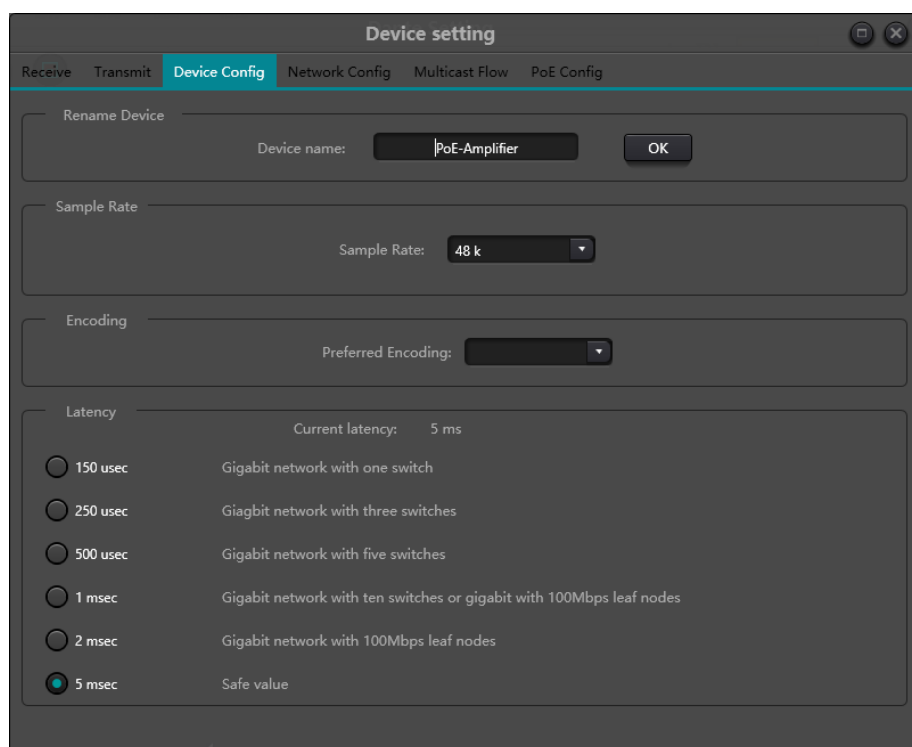 Device setting
Receive Transmit Device Config Network Config Multicast Flow PoE Config
Rename Device
Device name: PoE-Amplifier OK
Sample Rate
Sample Rate: 48 k
Encoding
Preferred Encoding:
Latency
Current latency: 5 ms
150 usec Gigabit network with one switch
250 usec Giagbit network with three switches
500 usec Gigabit network with five switches
1 msec Gigabit network with ten switches or gigabit with 100Mbps leaf nodes
2 msec Gigabit network with 100Mbps leaf nodes
5 msec Safe value